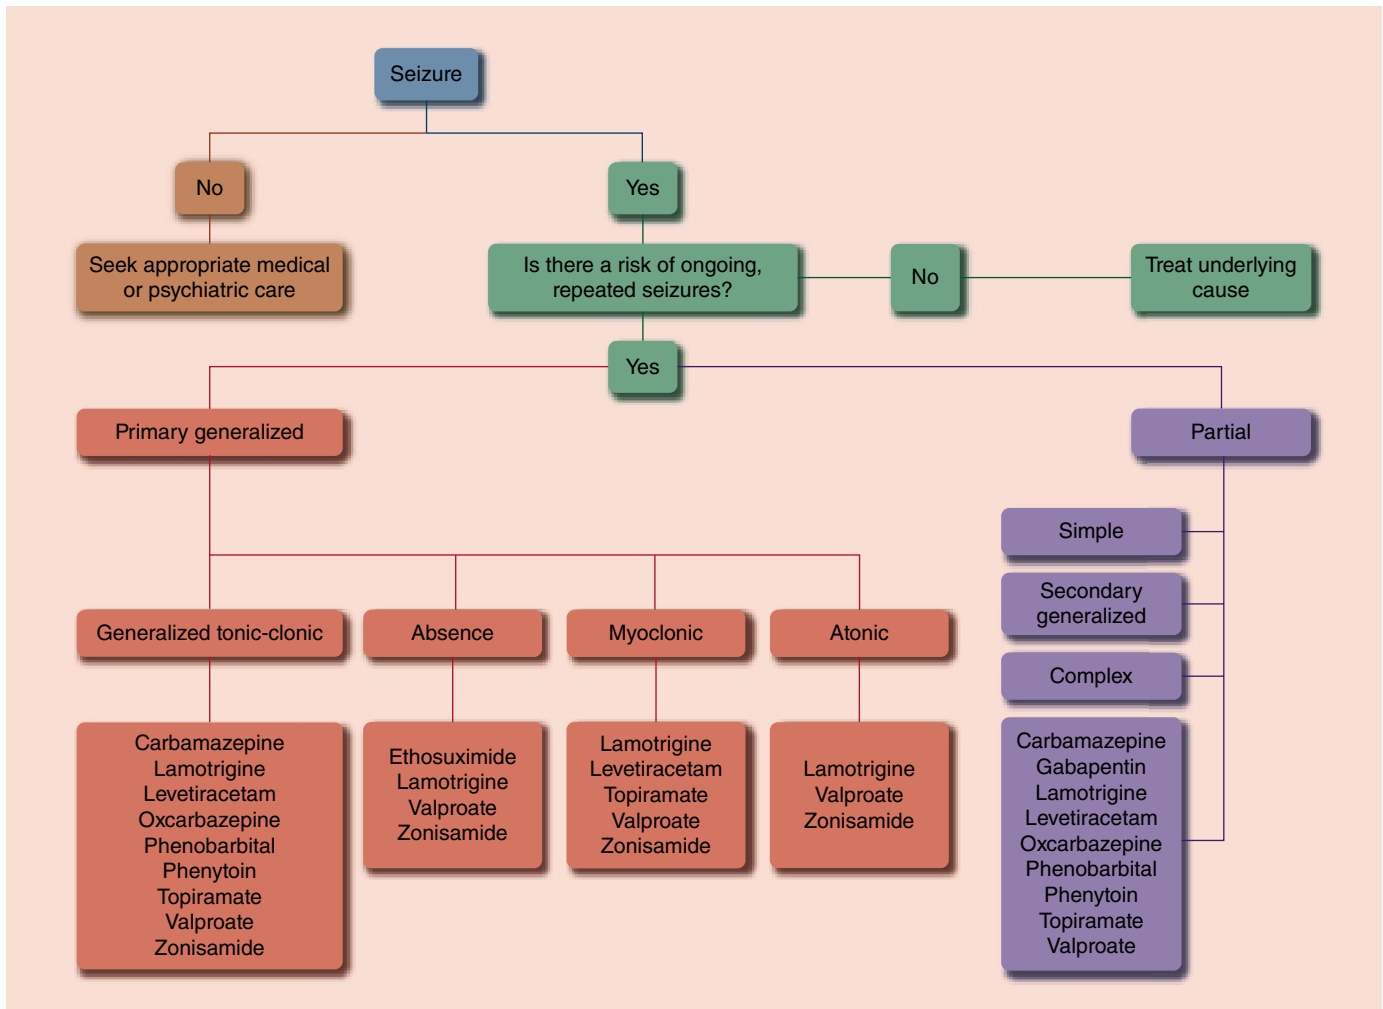 Seizure
No
Yes
Seek appropriate medical
or psychiatric care
Is there a risk of ongoing,
repeated seizures?
No
Treat underlying
cause
Yes
Primary generalized
Partial
Simple
Secondary
generalized
Complex
Generalized tonic-clonic
Absence
Myoclonic
Atonic
Carbamazepine
Lamotrigine
Levetiracetam
Oxcarbazepine
Phenobarbital
Phenytoin
Topiramate
Valproate
Zonisamide
Ethosuximide
Lamotrigine
Valproate
Zonisamide
Lamotrigine
Levetiracetam
Topiramate
Valproate
Zonisamide
Lamotrigine
Valproate
Zonisamide
Carbamazepine
Gabapentin
Lamotrigine
Levetiracetam
Oxcarbazepine
Phenobarbital
Phenytoin
Topiramate
Valproate